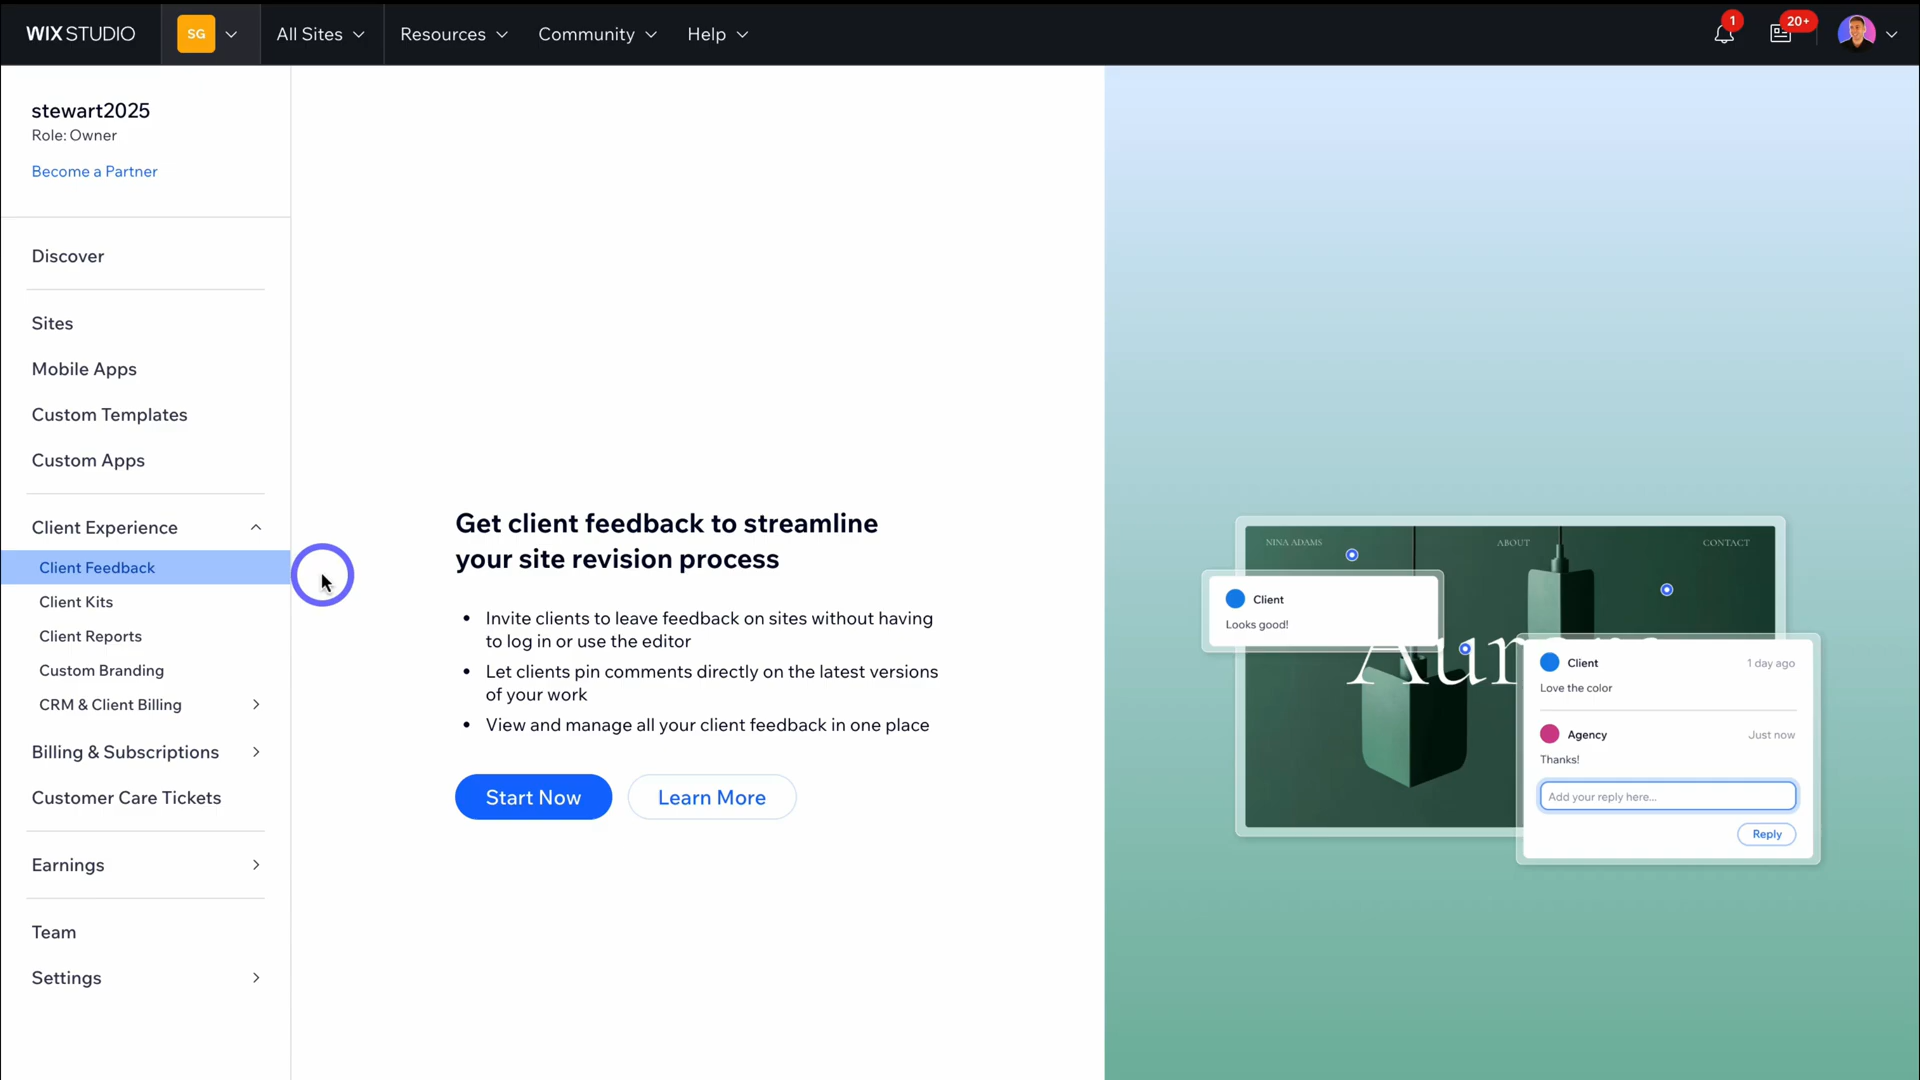 WIX STUDIO
SG
All Sites
Resources
Community
Help
1
20+
stewart2025
Role: Owner
Become a Partner
Discover
Sites
Mobile Apps
Custom Templates
Custom Apps
Client Experience
Client Feedback
Client Kits
Client Reports
Custom Branding
CRM & Client Billing
Billing & Subscriptions
Customer Care Tickets
Earnings
Team
Settings
Get client feedback to streamline
your site revision process
• Invite clients to leave feedback on sites without having
to log in or use the editor
• Let clients pin comments directly on the latest versions
of your work
• View and manage all your client feedback in one place
Start Now
Learn More
NINA ADAMS
ABOUT
CONTACT
Client
Looks good!
Client
1 day ago
Love the color
Agency
Just now
Thanks!
Add your reply here...
Reply